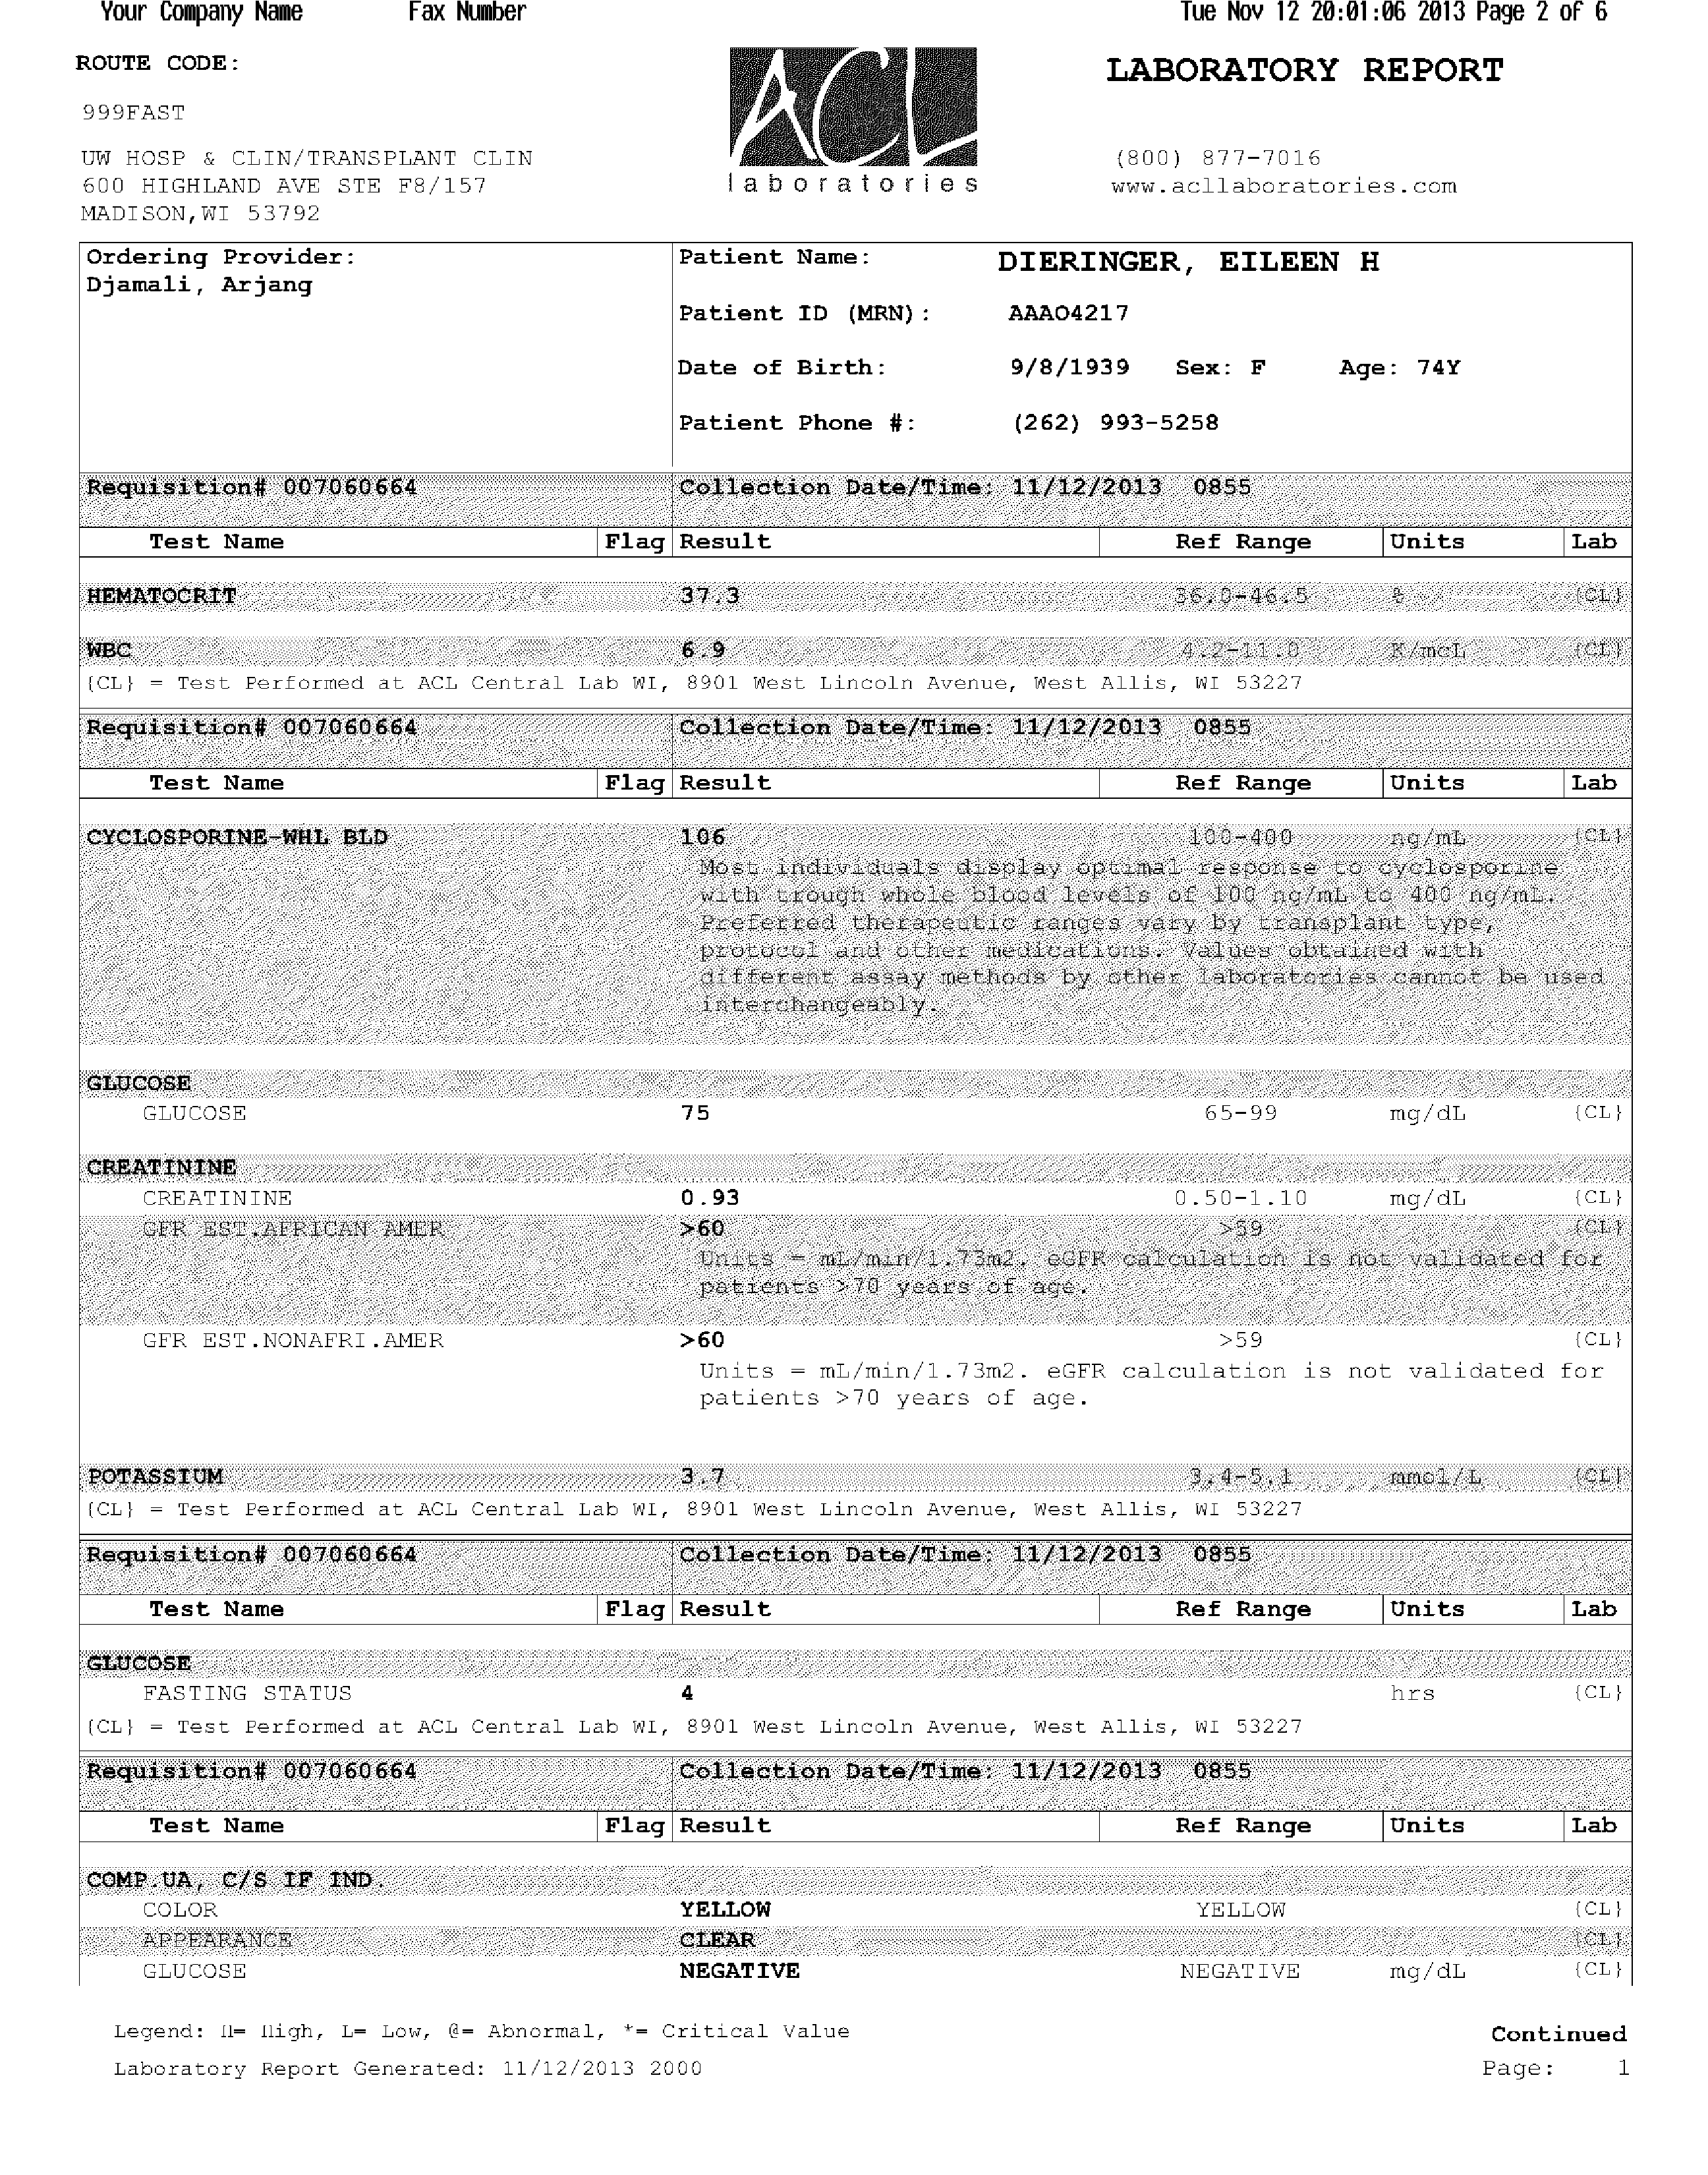 Your Company Name Fax Number Tue Nov 12 20:01:06 2013 Page 2 of 6
ROUTE CODE:
999FAST
UW HOSP & CLIN/TRANSPLANT CLIN
600 HIGHLAND AVE STE F8/157
MADISON,WI 53792
ACL
laboratories
LABORATORY REPORT
(800) 877-7016
www.acllaboratories.com
Ordering Provider:
Djamali, Arjang
Patient Name: DIERINGER, EILEEN H
Patient ID (MRN): AAAO4217
Date of Birth: 9/8/1939 Sex: F Age: 74Y
Patient Phone #: (262) 993-5258
Requisition# 007060664 Collection Date/Time: 11/12/2013 0855
Test Name Flag Result Ref Range Units Lab
HEMATOCRIT 37.3 36.0-46.5 % {CL}
WBC 6.9 4.2-11.0 K/mcL {CL}
{CL} = Test Performed at ACL Central Lab WI, 8901 West Lincoln Avenue, West Allis, WI 53227
Requisition# 007060664 Collection Date/Time: 11/12/2013 0855
Test Name Flag Result Ref Range Units Lab
CYCLOSPORINE-WHL BLD 106 100-400 ng/mL {CL}
Most individuals display optimal response to cyclosporine
with trough whole blood levels of 100 ng/mL to 400 ng/mL.
Preferred therapeutic ranges vary by transplant type,
protocol and other medications. Values obtained with
different assay methods by other laboratories cannot be used
interchangeably.
GLUCOSE
GLUCOSE 75 65-99 mg/dL {CL}
CREATININE
CREATININE 0.93 0.50-1.10 mg/dL {CL}
GFR EST.AFRICAN AMER >60 >59 {CL}
Units = mL/min/1.73m2. eGFR calculation is not validated for
patients >70 years of age.
GFR EST.NONAFRI.AMER >60 >59 {CL}
Units = mL/min/1.73m2. eGFR calculation is not validated for
patients >70 years of age.
POTASSIUM 3.7 3.4-5.1 mmol/L {CL}
{CL} = Test Performed at ACL Central Lab WI, 8901 West Lincoln Avenue, West Allis, WI 53227
Requisition# 007060664 Collection Date/Time: 11/12/2013 0855
Test Name Flag Result Ref Range Units Lab
GLUCOSE
FASTING STATUS 4 hrs {CL}
{CL} = Test Performed at ACL Central Lab WI, 8901 West Lincoln Avenue, West Allis, WI 53227
Requisition# 007060664 Collection Date/Time: 11/12/2013 0855
Test Name Flag Result Ref Range Units Lab
COMP.UA, C/S IF IND.
COLOR YELLOW YELLOW {CL}
APPEARANCE CLEAR {CL}
GLUCOSE NEGATIVE NEGATIVE mg/dL {CL}
Legend: H= High, L= Low, @= Abnormal, *= Critical Value
Continued
Laboratory Report Generated: 11/12/2013 2000 Page: 1